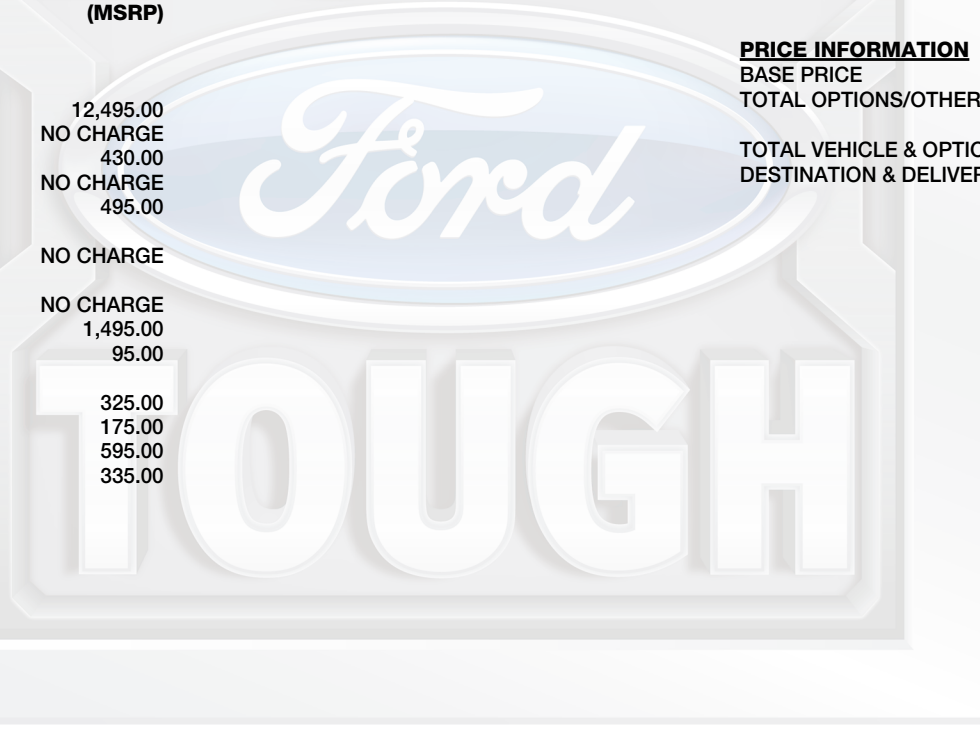 (MSRP)
12,495.00
NO CHARGE
430.00
NO CHARGE
495.00
NO CHARGE
NO CHARGE
1,495.00
95.00
325.00
175.00
595.00
335.00
PRICE INFORMATION
BASE PRICE
TOTAL OPTIONS/OTHER
TOTAL VEHICLE & OPTIO
DESTINATION & DELIVER
Ford
TOUGH